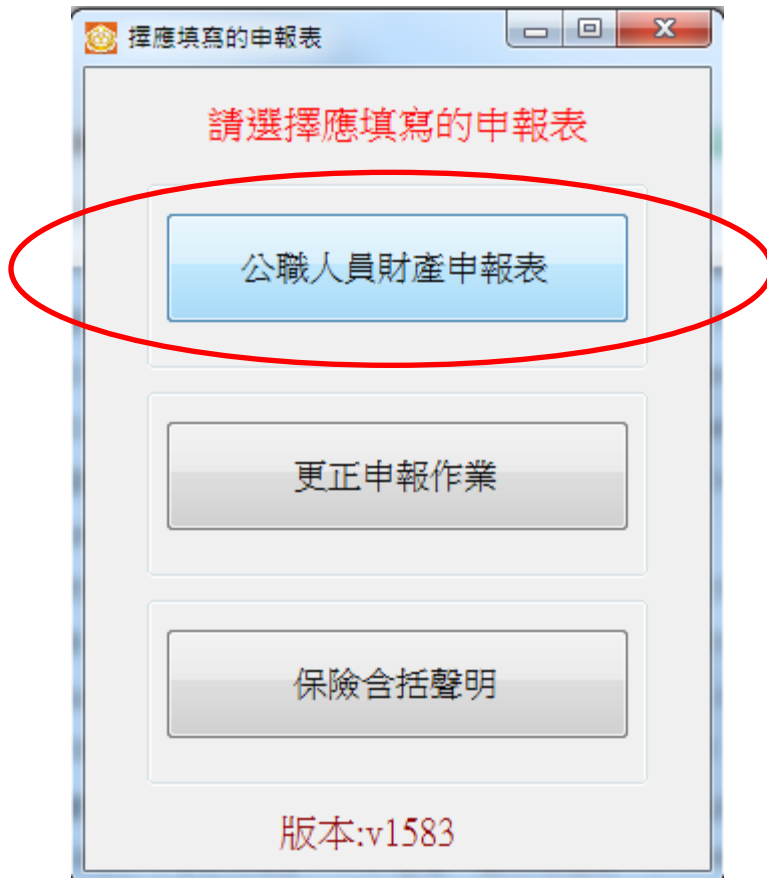 擇應填寫的申報表
請選擇應填寫的申報表
公職人員財產申報表
更正申報作業
保險含括聲明
版本:v1583